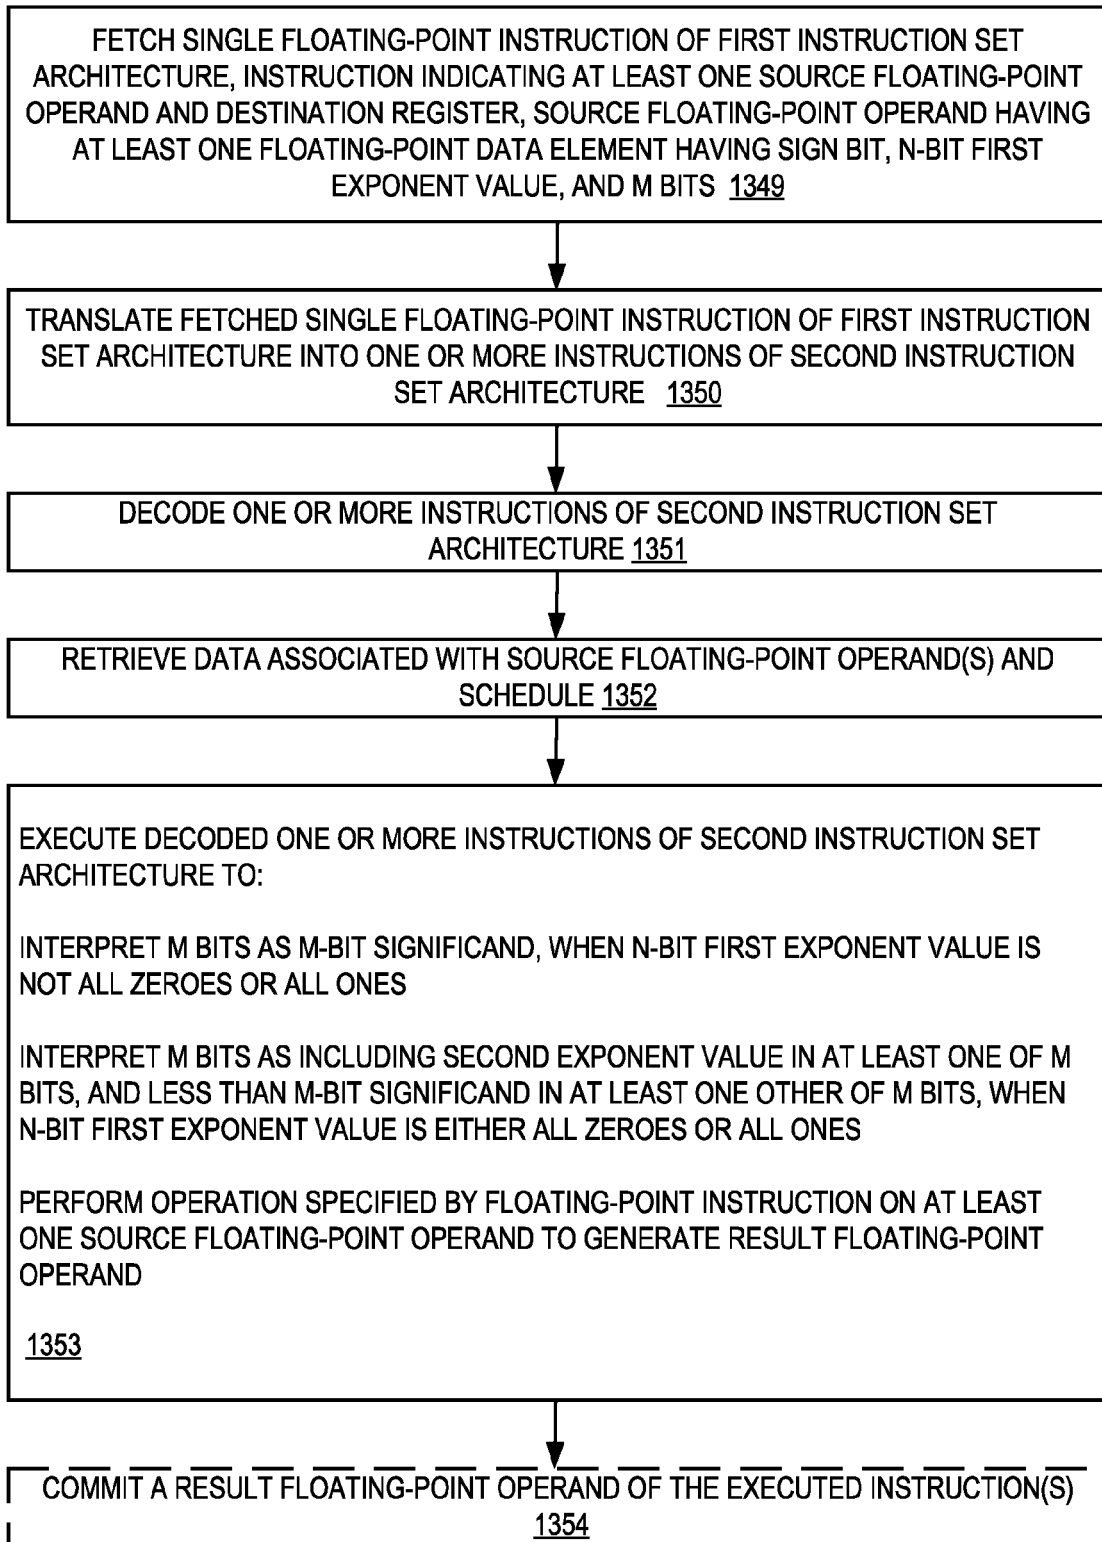 FETCH SINGLE FLOATING-POINT INSTRUCTION OF FIRST INSTRUCTION SET
ARCHITECTURE, INSTRUCTION INDICATING AT LEAST ONE SOURCE FLOATING-POINT
OPERAND AND DESTINATION REGISTER, SOURCE FLOATING-POINT OPERAND HAVING
AT LEAST ONE FLOATING-POINT DATA ELEMENT HAVING SIGN BIT, N-BIT FIRST
EXPONENT VALUE, AND M BITS 1349
TRANSLATE FETCHED SINGLE FLOATING-POINT INSTRUCTION OF FIRST INSTRUCTION
SET ARCHITECTURE INTO ONE OR MORE INSTRUCTIONS OF SECOND INSTRUCTION
SET ARCHITECTURE 1350
DECODE ONE OR MORE INSTRUCTIONS OF SECOND INSTRUCTION SET
ARCHITECTURE 1351
RETRIEVE DATA ASSOCIATED WITH SOURCE FLOATING-POINT OPERAND(S) AND
SCHEDULE 1352
EXECUTE DECODED ONE OR MORE INSTRUCTIONS OF SECOND INSTRUCTION SET
ARCHITECTURE TO:
INTERPRET M BITS AS M-BIT SIGNIFICAND, WHEN N-BIT FIRST EXPONENT VALUE IS
NOT ALL ZEROES OR ALL ONES
INTERPRET M BITS AS INCLUDING SECOND EXPONENT VALUE IN AT LEAST ONE OF M
BITS, AND LESS THAN M-BIT SIGNIFICAND IN AT LEAST ONE OTHER OF M BITS, WHEN
N-BIT FIRST EXPONENT VALUE IS EITHER ALL ZEROES OR ALL ONES
PERFORM OPERATION SPECIFIED BY FLOATING-POINT INSTRUCTION ON AT LEAST
ONE SOURCE FLOATING-POINT OPERAND TO GENERATE RESULT FLOATING-POINT
OPERAND
1353
COMMIT A RESULT FLOATING-POINT OPERAND OF THE EXECUTED INSTRUCTION(S)
1354